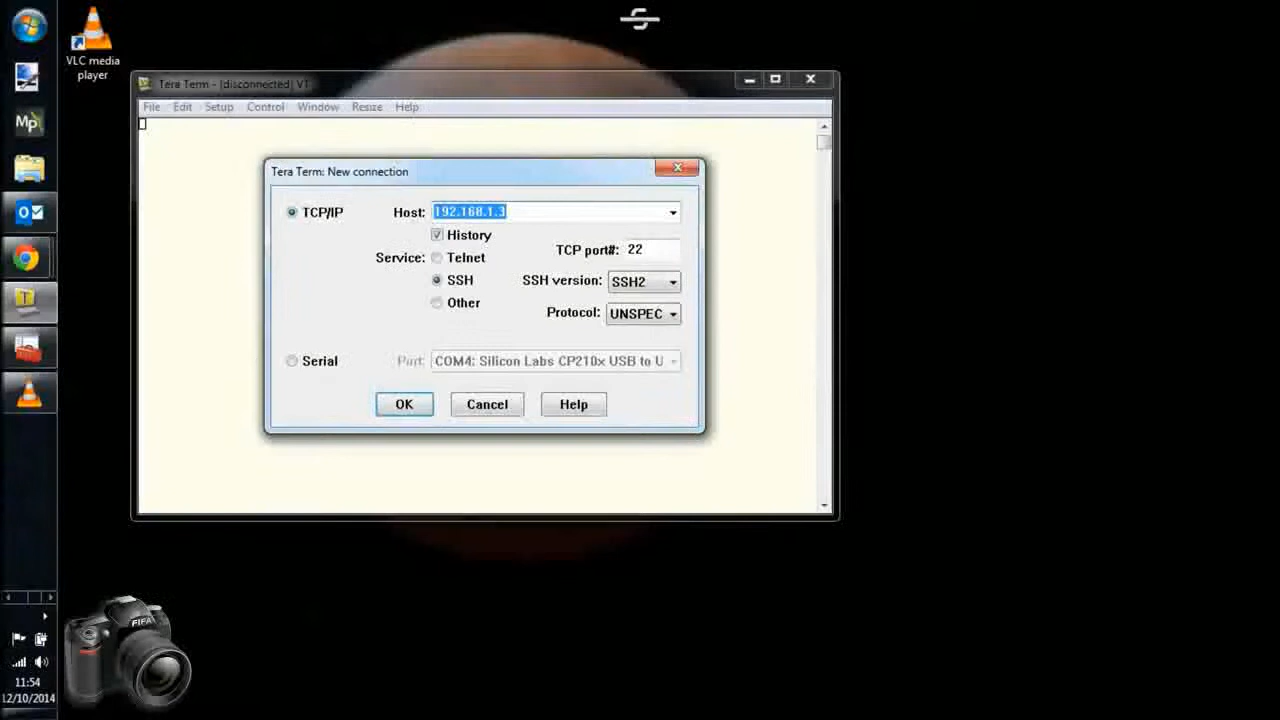 VLC media
player
Tera Term - [disconnected] VT
File Edit Setup Control Window Resize Help
Tera Term: New connection
TCP/IP Host: 192.168.1.3
History
TCP port#: 22
Service: Telnet
SSH SSH version: SSH2
Other
Protocol: UNSPEC
Serial Port: COM4: Silicon Labs CP210x USB to U
OK Cancel Help
Mp
FIFA
11:54
12/10/2014